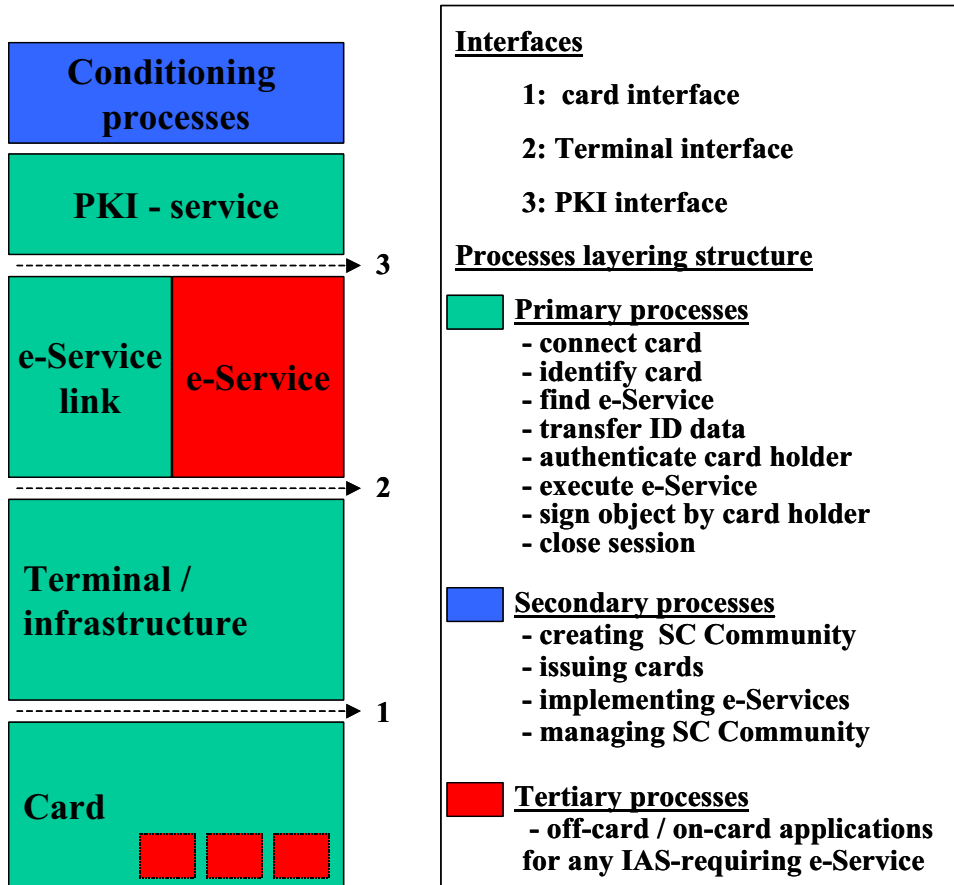 Conditioning
processes
PKI - service
3
e-Service
link
e-Service
2
Terminal /
infrastructure
1
Card
Interfaces
1: card interface
2: Terminal interface
3: PKI interface
Processes layering structure
Primary processes
- connect card
- identify card
- find e-Service
- transfer ID data
- authenticate card holder
- execute e-Service
- sign object by card holder
- close session
Secondary processes
- creating SC Community
- issuing cards
- implementing e-Services
- managing SC Community
Tertiary processes
- off-card / on-card applications
for any IAS-requiring e-Service